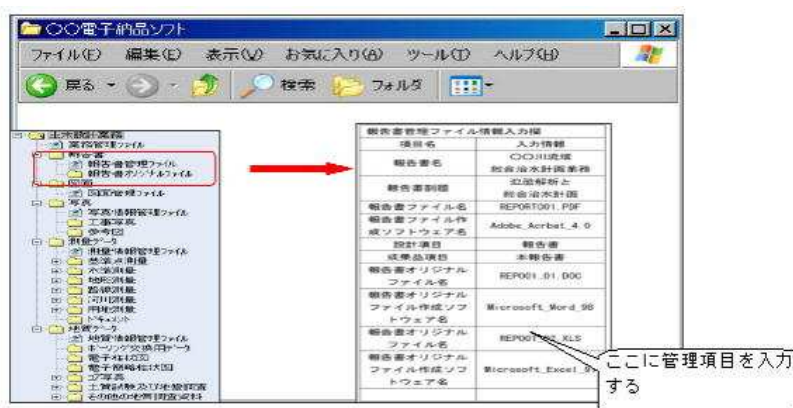 〇〇電子納品ソフト
ファイル(F) 編集(E) 表示(V) お気に入り(A) ツール(T) ヘルプ(H)
戻る 検索 フォルダ
土木設計業務
業務管理ファイル
報告書
報告書管理ファイル
報告書オリジナルファイル
図面
図面管理ファイル
写真
写真情報管理ファイル
工事写真
参考図
測量データ
測量情報管理ファイル
基準点測量
水準測量
地形測量
路線測量
河川測量
用地測量
ドキュメント
地質データ
地質情報管理ファイル
ボーリング交換用データ
電子柱状図
電子簡略柱状図
コア写真
土質試験及び地盤調査
その他の地質調査資料
報告書管理ファイル情報入力欄
項目名 入力情報
報告書名 〇〇川流域
総合治水計画業務
報告書副題 氾濫解析と
総合治水計画
報告書ファイル名 REPORT01.PDF
報告書ファイル作
成ソフトウェア名 Adobe_Acrbat_4.0
設計項目 報告書
成果品項目 本報告書
報告書オリジナル
ファイル名 REP001_01.DOC
報告書オリジナル
ファイル作成ソフ
トウェア名 Microsoft_Word_98
報告書オリジナル
ファイル名
報告書オリジナル
ファイル作成ソフ
トウェア名
ここに管理項目を入力
する